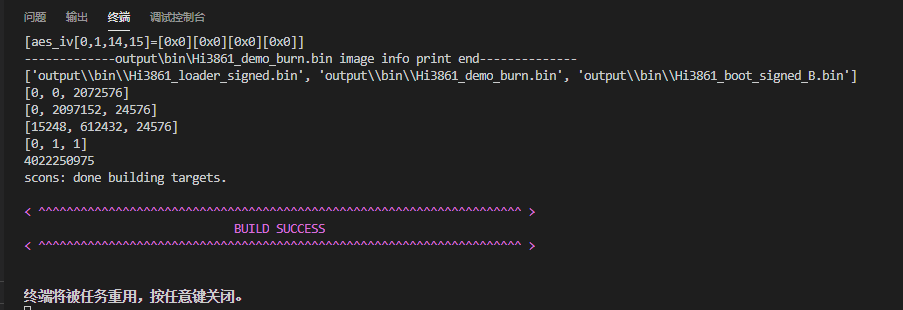 问题 输出 终端 调试控制台
[aes_iv[0,1,14,15]=[0x0][0x0][0x0][0x0]]
-------------output\bin\Hi3861_demo_burn.bin image info print end--------------
['output\\bin\\Hi3861_loader_signed.bin', 'output\\bin\\Hi3861_demo_burn.bin', 'output\\bin\\Hi3861_boot_signed_B.bin']
[0, 0, 2072576]
[0, 2097152, 24576]
[15248, 612432, 24576]
[0, 1, 1]
4022250975
scons: done building targets.
< ^^^^^^^^^^^^^^^^^^^^^^^^^^^^^^^^^^^^^^^^^^^^^^^^^^^^^^^^^^^^^^^^^^^^^ >
BUILD SUCCESS
< ^^^^^^^^^^^^^^^^^^^^^^^^^^^^^^^^^^^^^^^^^^^^^^^^^^^^^^^^^^^^^^^^^^^^^ >
终端将被任务重用，按任意键关闭。